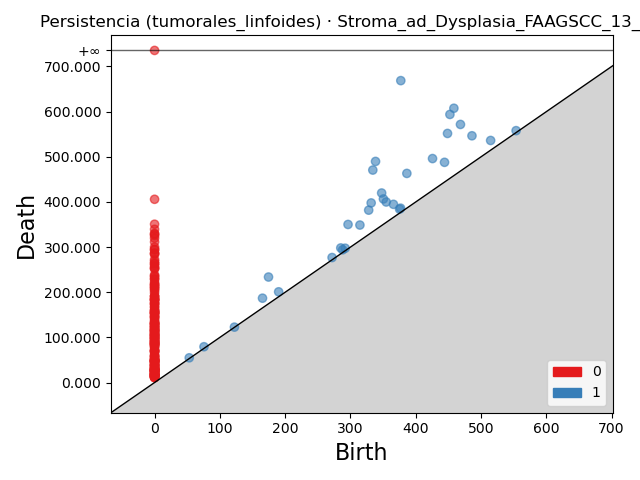 Persistencia (tumorales_linfoides) · Stroma_ad_Dysplasia_FAAGSCC_13_
+∞
700.000
600.000
500.000
400.000
300.000
200.000
100.000
0.000
Death
0
1
0 100 200 300 400 500 600 700
Birth